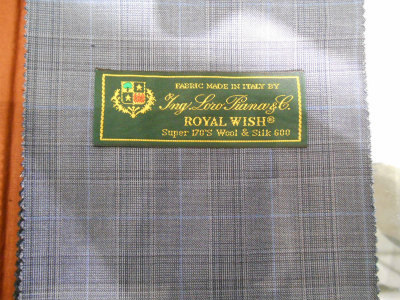 FABRIC MADE IN ITALY BY
Ing. Loro Piana & C.
ROYAL WISH®
Super 170'S Wool & Silk 600